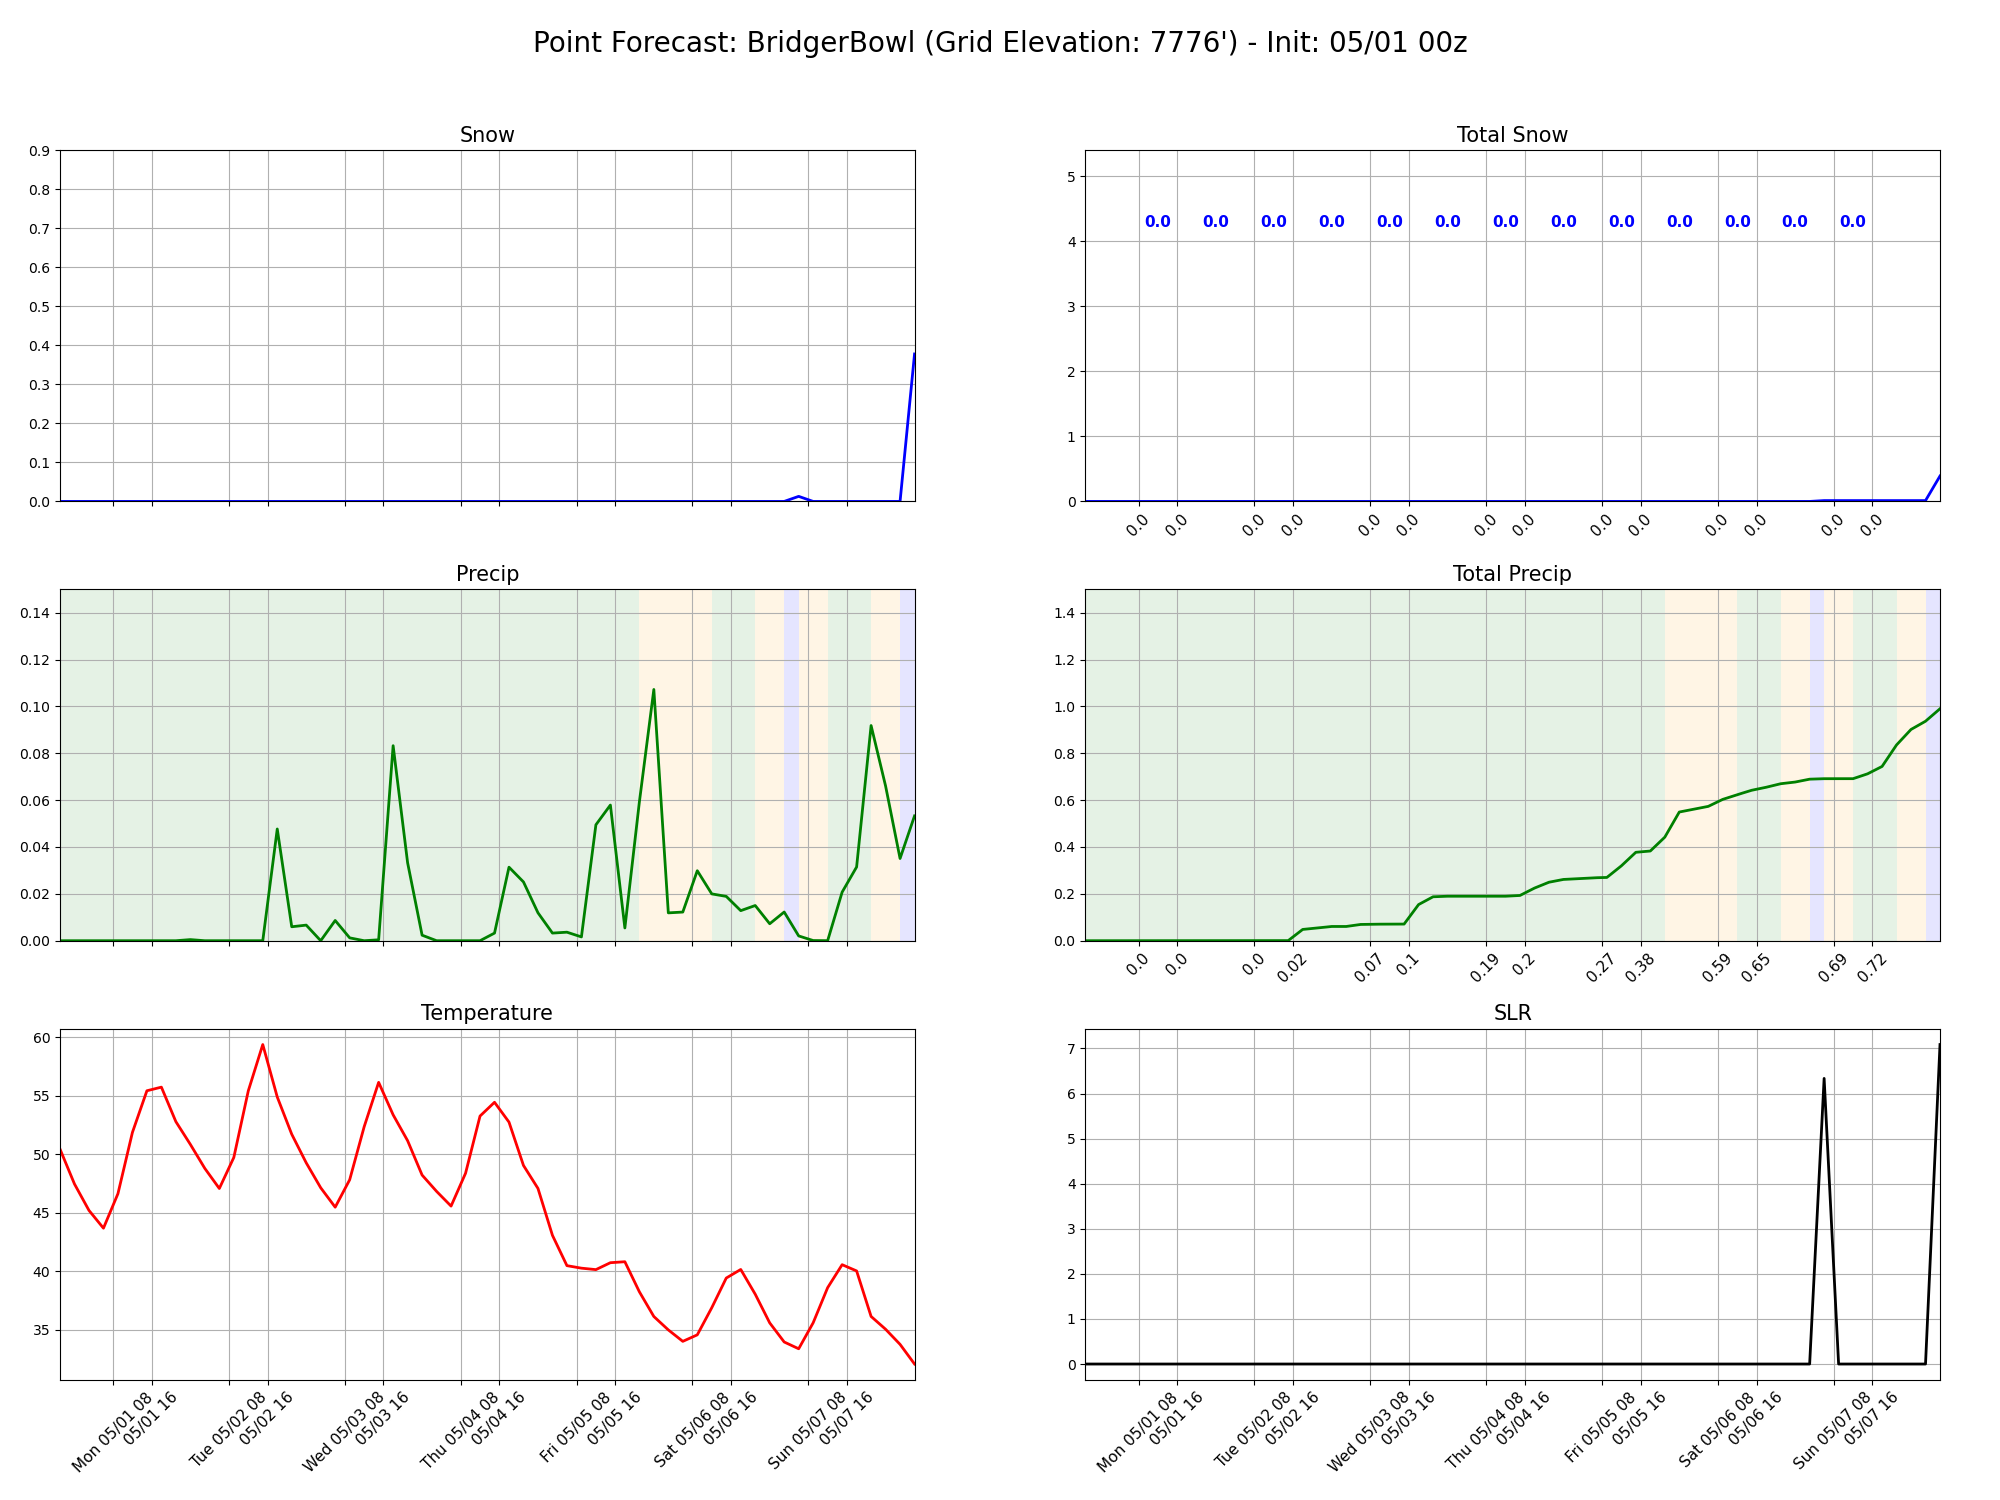 Point Forecast: BridgerBowl (Grid Elevation: 7776') - Init: 05/01 00z
Snow
0.9
0.8
0.7
0.6
0.5
0.4
0.3
0.2
0.1
0.0
Total Snow
5
4
3
2
1
0
0.0 0.0 0.0 0.0 0.0 0.0 0.0 0.0 0.0 0.0 0.0 0.0 0.0
0.0 0.0 0.0 0.0 0.0 0.0 0.0 0.0 0.0 0.0 0.0 0.0 0.0 0.0
Precip
0.14
0.12
0.10
0.08
0.06
0.04
0.02
0.00
Total Precip
1.4
1.2
1.0
0.8
0.6
0.4
0.2
0.0
0.0 0.0 0.0 0.02 0.07 0.1 0.19 0.2 0.27 0.38 0.59 0.65 0.69 0.72
Temperature
60
55
50
45
40
35
Mon 05/01 08
05/01 16
Tue 05/02 08
05/02 16
Wed 05/03 08
05/03 16
Thu 05/04 08
05/04 16
Fri 05/05 08
05/05 16
Sat 05/06 08
05/06 16
Sun 05/07 08
05/07 16
SLR
7
6
5
4
3
2
1
0
Mon 05/01 08
05/01 16
Tue 05/02 08
05/02 16
Wed 05/03 08
05/03 16
Thu 05/04 08
05/04 16
Fri 05/05 08
05/05 16
Sat 05/06 08
05/06 16
Sun 05/07 08
05/07 16